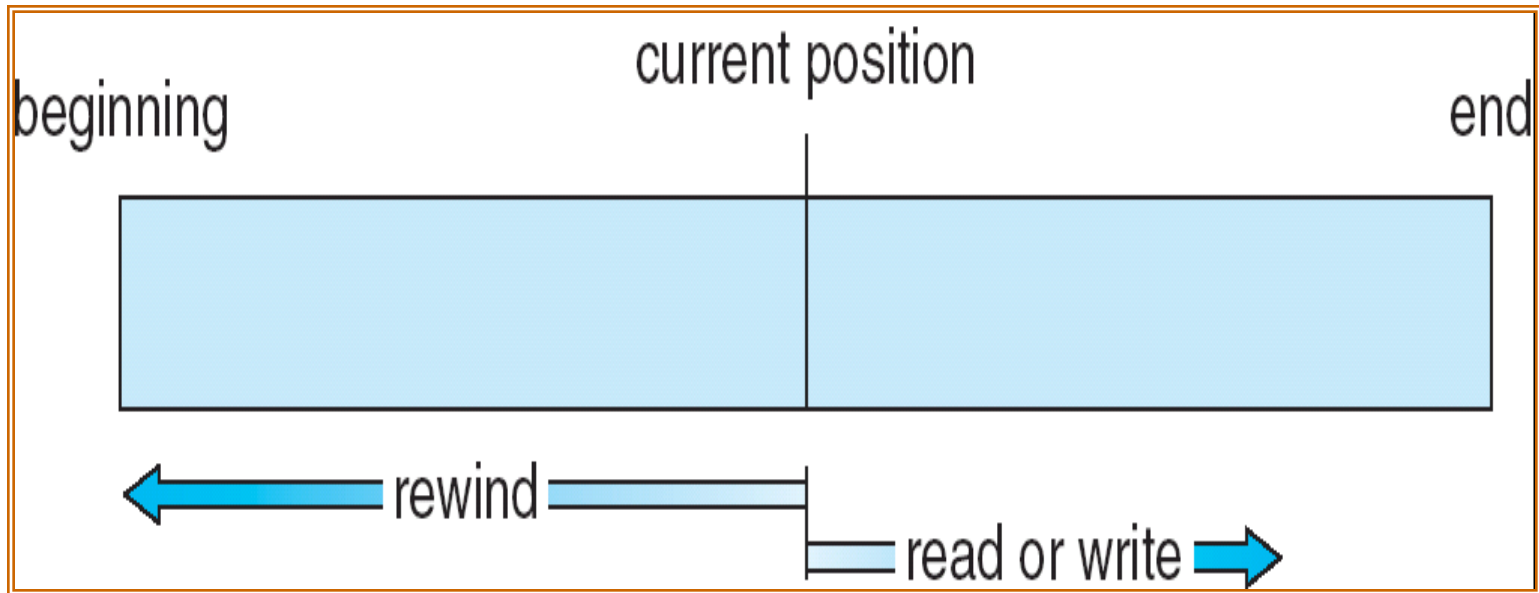 current position
beginning
end
rewind
read or write